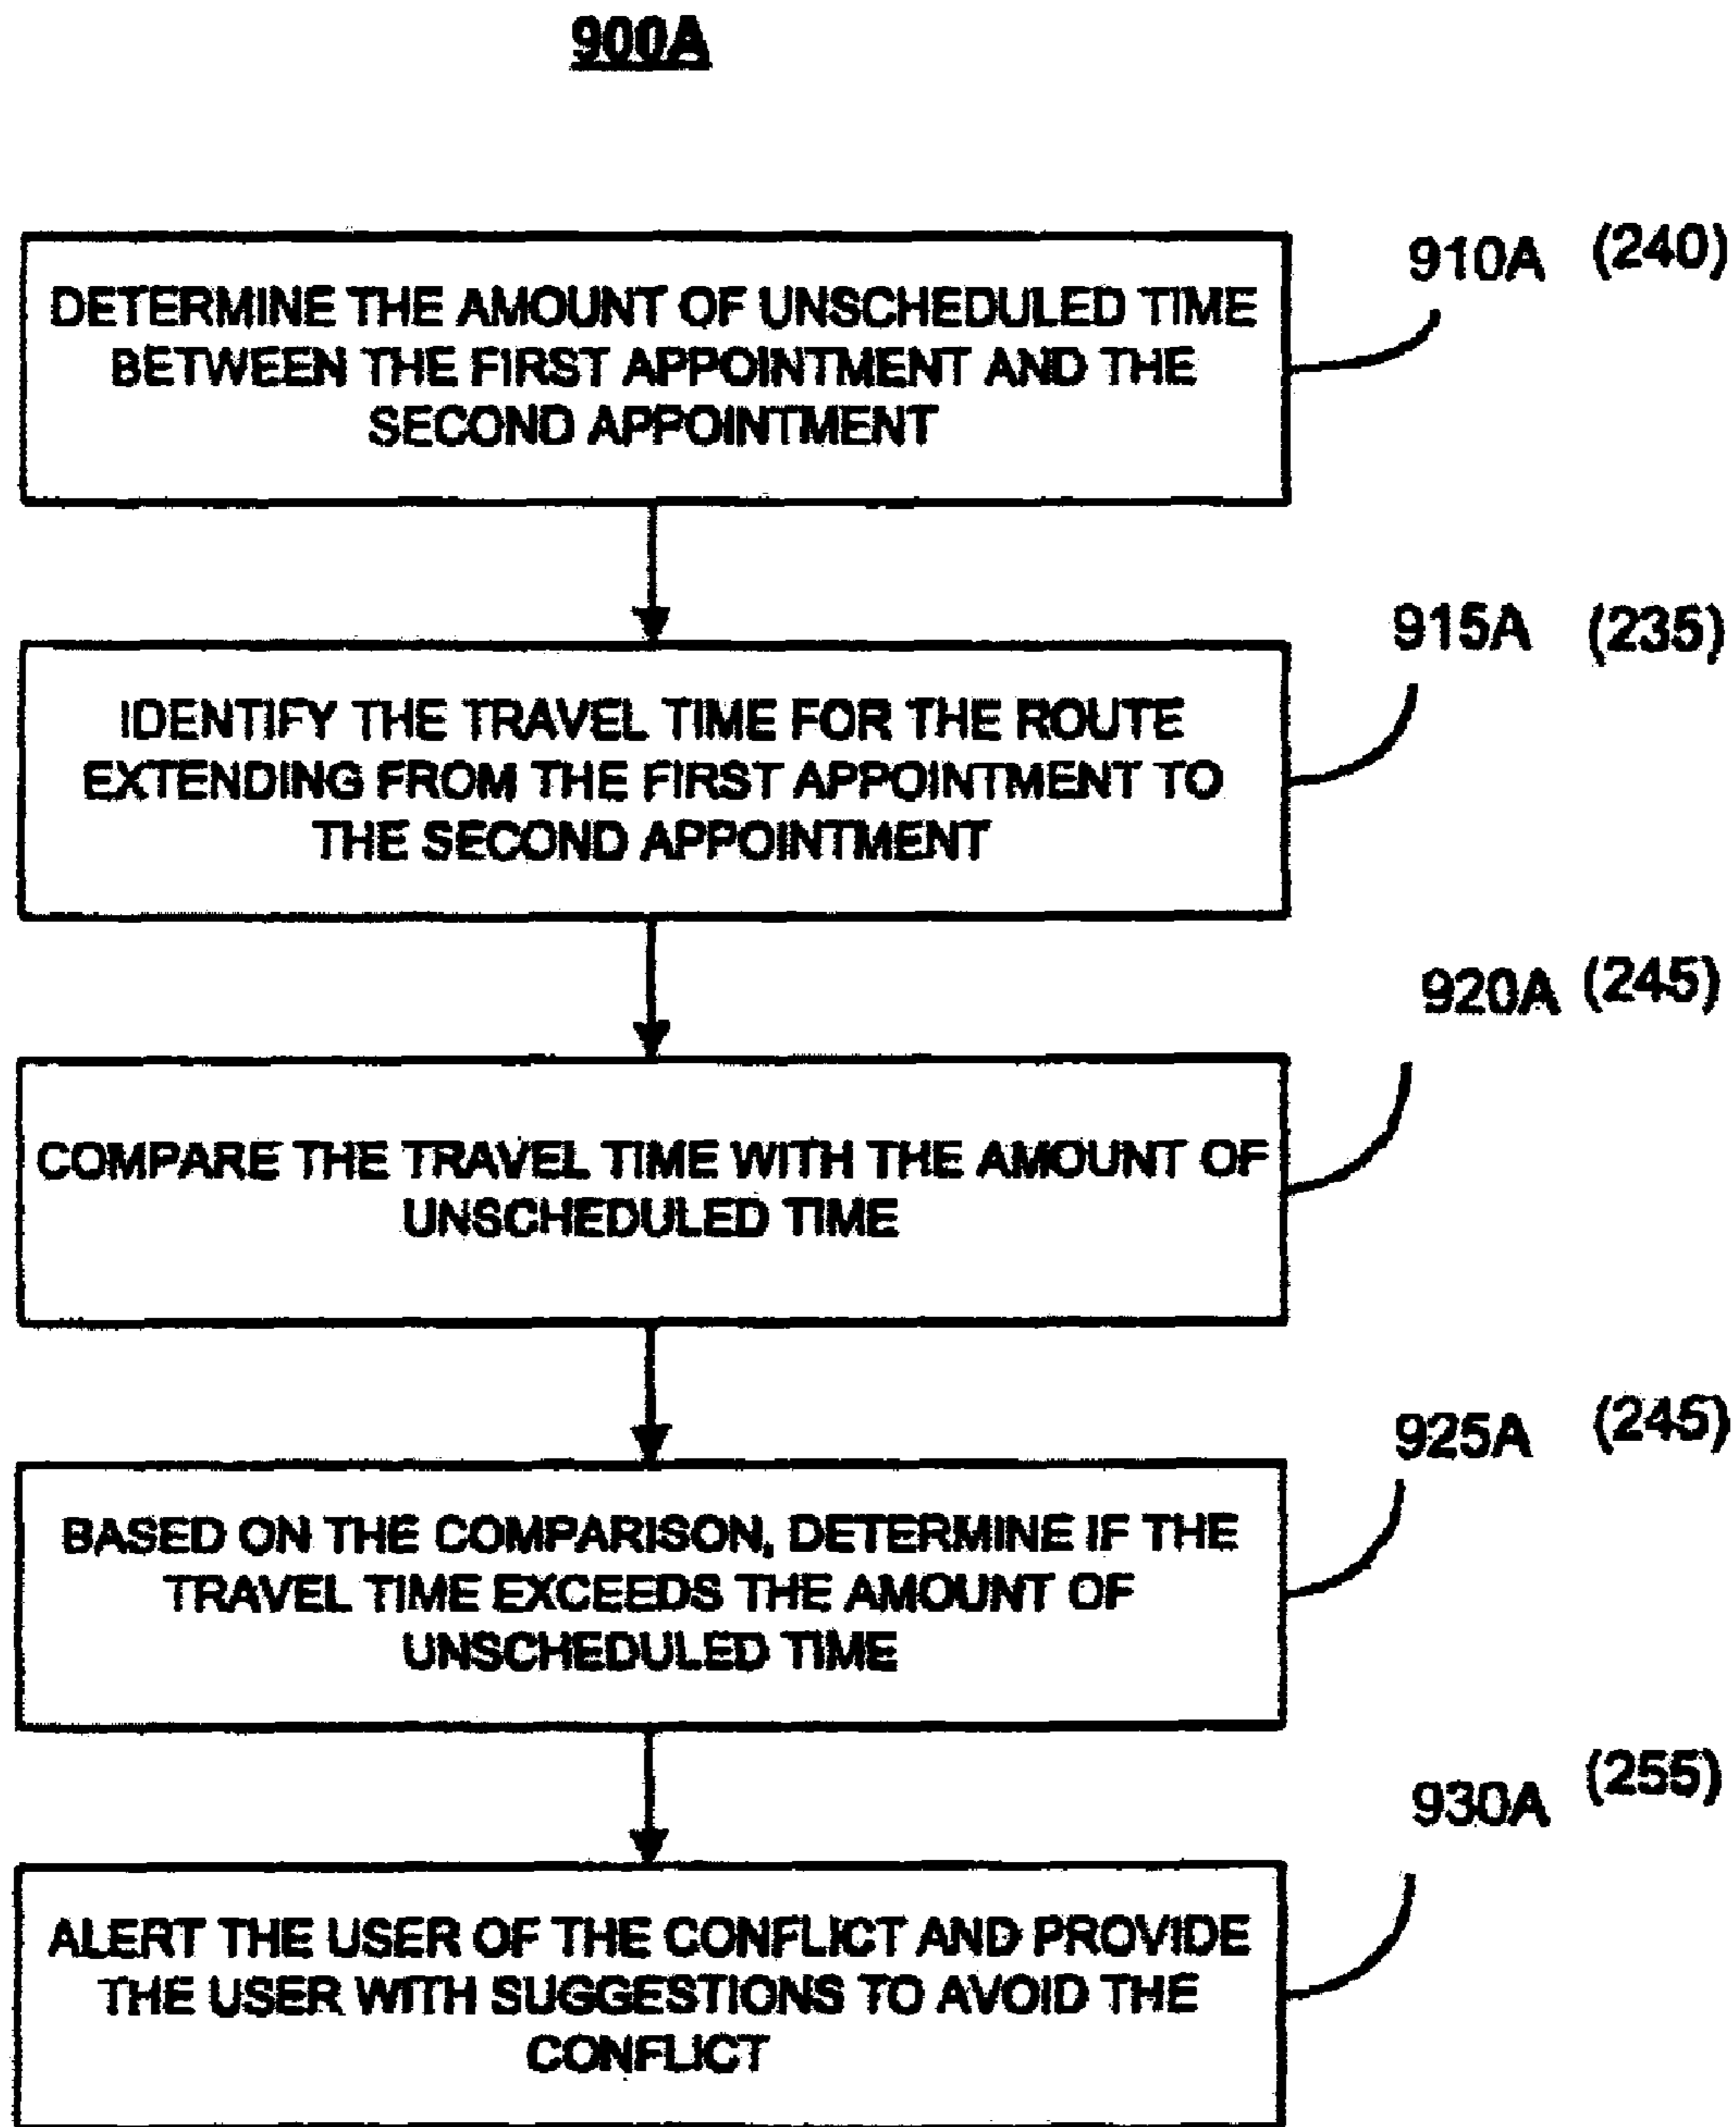 900A
910A (240)
DETERMINE THE AMOUNT OF UNSCHEDULED TIME
BETWEEN THE FIRST APPOINTMENT AND THE
SECOND APPOINTMENT
915A (235)
IDENTIFY THE TRAVEL TIME FOR THE ROUTE
EXTENDING FROM THE FIRST APPOINTMENT TO
THE SECOND APPOINTMENT
920A (245)
COMPARE THE TRAVEL TIME WITH THE AMOUNT OF
UNSCHEDULED TIME
925A (245)
BASED ON THE COMPARISON, DETERMINE IF THE
TRAVEL TIME EXCEEDS THE AMOUNT OF
UNSCHEDULED TIME
930A (255)
ALERT THE USER OF THE CONFLICT AND PROVIDE
THE USER WITH SUGGESTIONS TO AVOID THE
CONFLICT